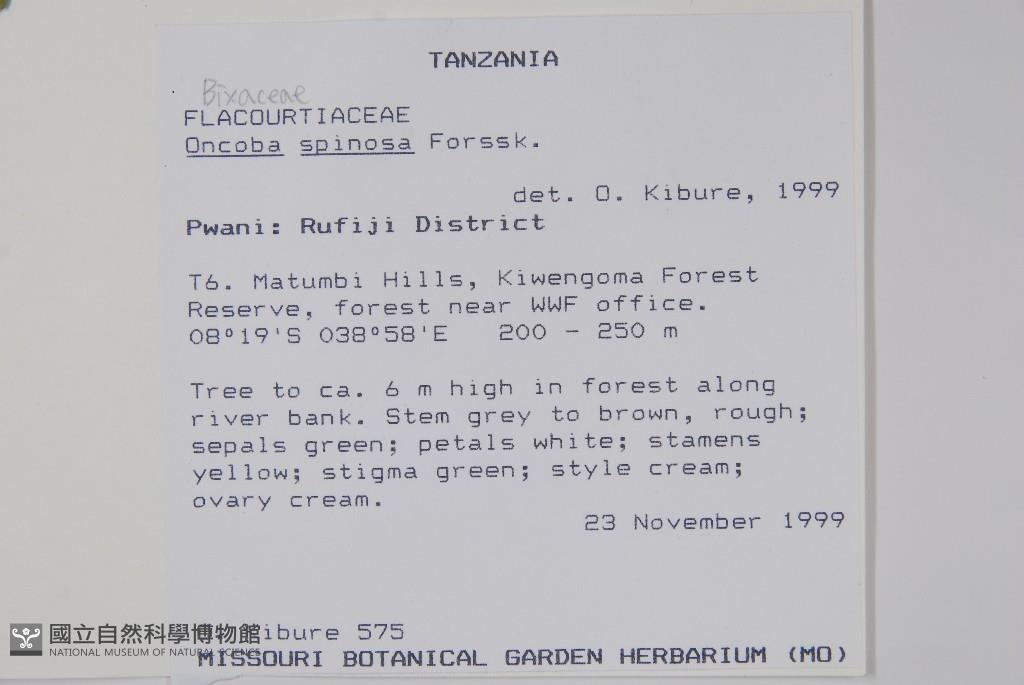 TANZANIA
Bixaceae
FLACOURTIACEAE
Oncoba spinosa Forssk.
det. O. Kibure, 1999
Pwani: Rufiji District
T6. Matumbi Hills, Kiwengoma Forest
Reserve, forest near WWF office.
08°19'S 038°58'E 200 - 250 m
Tree to ca. 6 m high in forest along
river bank. Stem grey to brown, rough;
sepals green; petals white; stamens
yellow; stigma green; style cream;
ovary cream.
23 November 1999
ibure 575
MISSOURI BOTANICAL GARDEN HERBARIUM (MO)
國立自然科學博物館
NATIONAL MUSEUM OF NATURAL SCIENCE